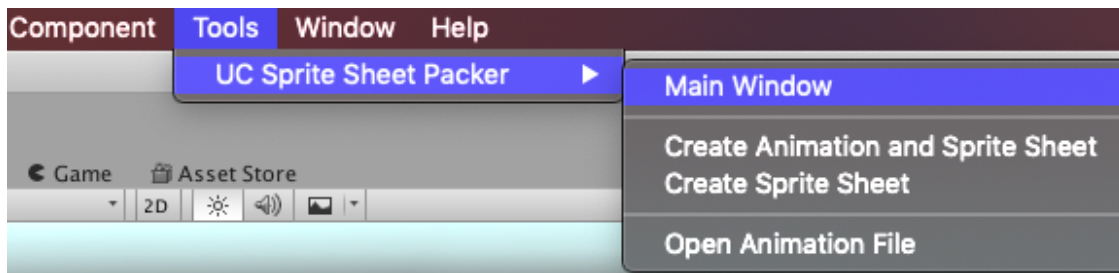 Component Tools Window Help
UC Sprite Sheet Packer
Main Window
Create Animation and Sprite Sheet
Create Sprite Sheet
Open Animation File
Game Asset Store
2D